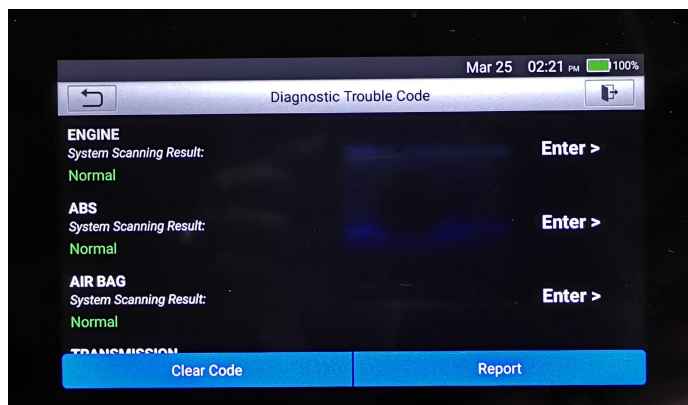 Mar 25 02:21 PM 100%
Diagnostic Trouble Code
ENGINE
System Scanning Result:
Enter >
Normal
ABS
System Scanning Result:
Enter >
Normal
AIR BAG
System Scanning Result:
Enter >
Normal
TRANSMISSION
Clear Code Report